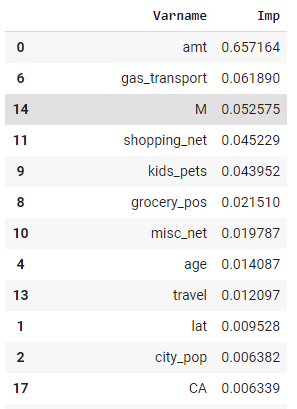 Varname Imp
0 amt 0.657164
6 gas_transport 0.061890
14 M 0.052575
11 shopping_net 0.045229
9 kids_pets 0.043952
8 grocery_pos 0.021510
10 misc_net 0.019787
4 age 0.014087
13 travel 0.012097
1 lat 0.009528
2 city_pop 0.006382
17 CA 0.006339